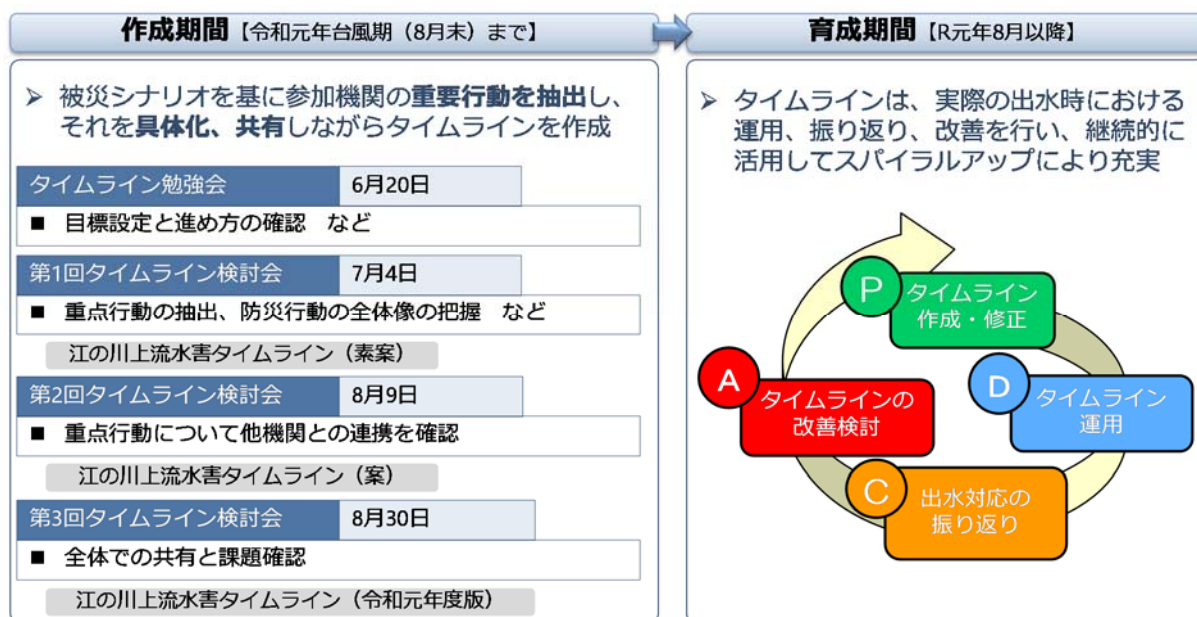 作成期間【令和元年台風期（8月末）まで】
➢ 被災シナリオを基に参加機関の重要行動を抽出し、
それを具体化、共有しながらタイムラインを作成
タイムライン勉強会 6月20日
■ 目標設定と進め方の確認　など
第1回タイムライン検討会 7月4日
■ 重点行動の抽出、防災行動の全体像の把握　など
江の川上流水害タイムライン（素案）
第2回タイムライン検討会 8月9日
■ 重点行動について他機関との連携を確認
江の川上流水害タイムライン（案）
第3回タイムライン検討会 8月30日
■ 全体での共有と課題確認
江の川上流水害タイムライン（令和元年度版）
育成期間【R元年8月以降】
➢ タイムラインは、実際の出水時における
運用、振り返り、改善を行い、継続的に
活用してスパイラルアップにより充実
P
タイムライン
作成・修正
D
タイムライン
運用
C
出水対応の
振り返り
A
タイムラインの
改善検討